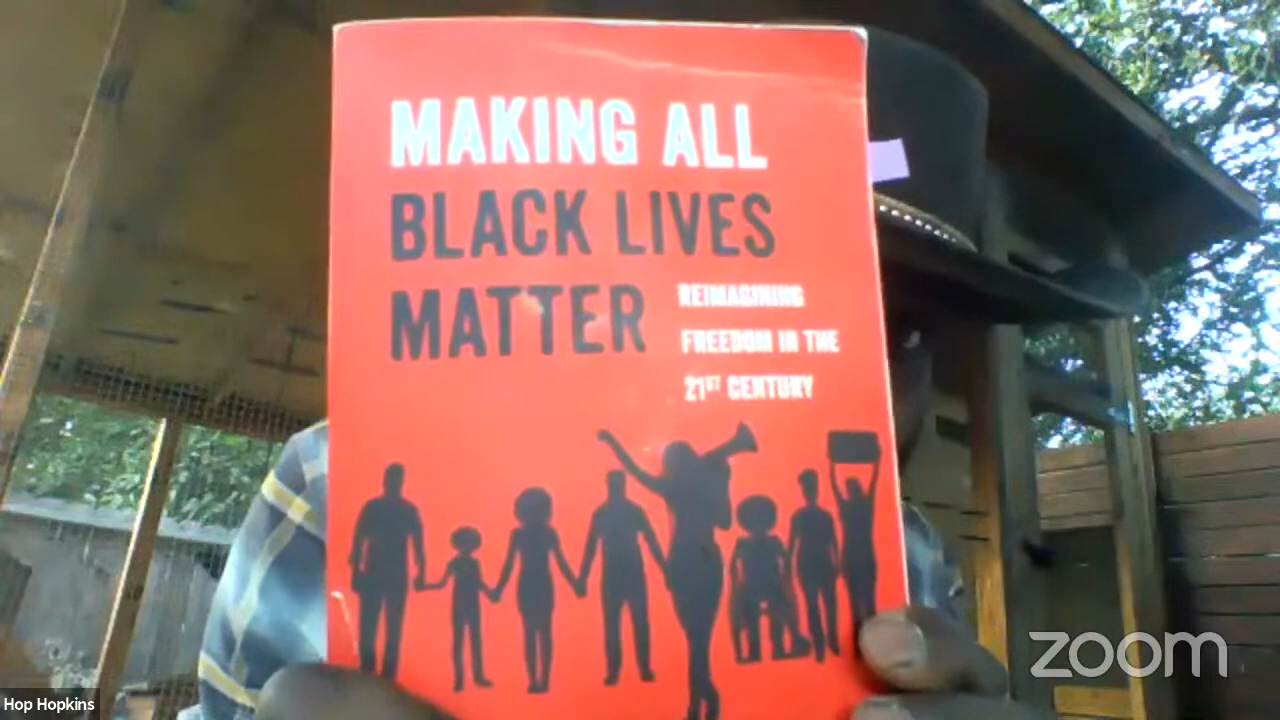 MAKING ALL
BLACK LIVES
MATTER
REIMAGINING
FREEDOM IN THE
21ST CENTURY
Hop Hopkins
zoom